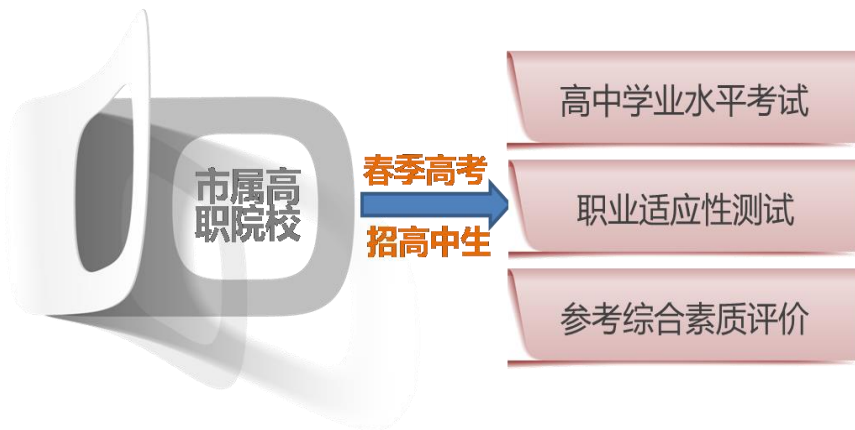 市属高
职院校
春季高考
招高中生
高中学业水平考试
职业适应性测试
参考综合素质评价